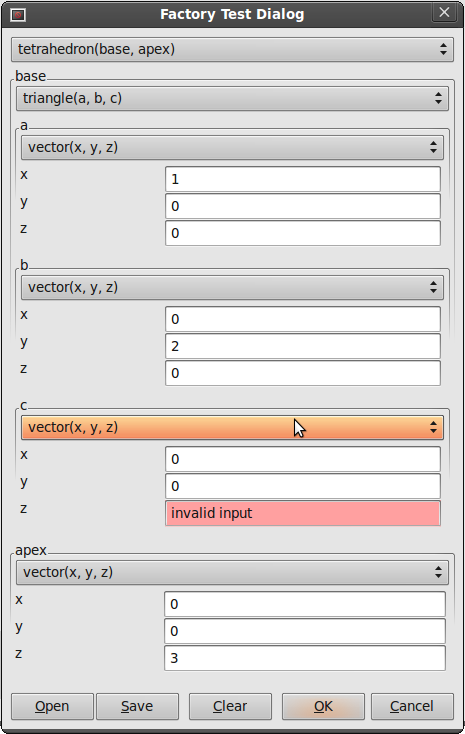 Factory Test Dialog
tetrahedron(base, apex)
base
triangle(a, b, c)
a
vector(x, y, z)
x 1
y 0
z 0
b
vector(x, y, z)
x 0
y 2
z 0
c
vector(x, y, z)
x 0
y 0
z invalid input
apex
vector(x, y, z)
x 0
y 0
z 3
Open Save Clear OK Cancel